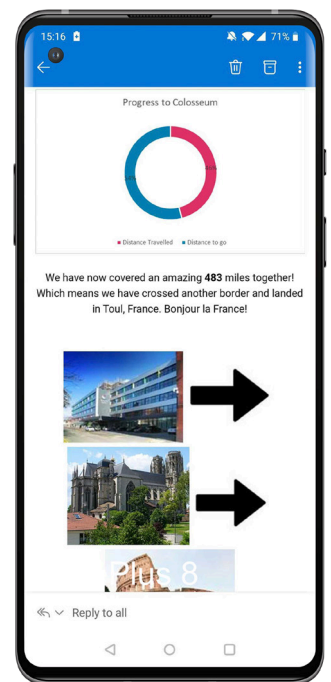 15:16
71%
Progress to Colosseum
Distance Travelled Distance to go
We have now covered an amazing 483 miles together!
Which means we have crossed another border and landed
in Toul, France. Bonjour la France!
Plus 8
Reply to all